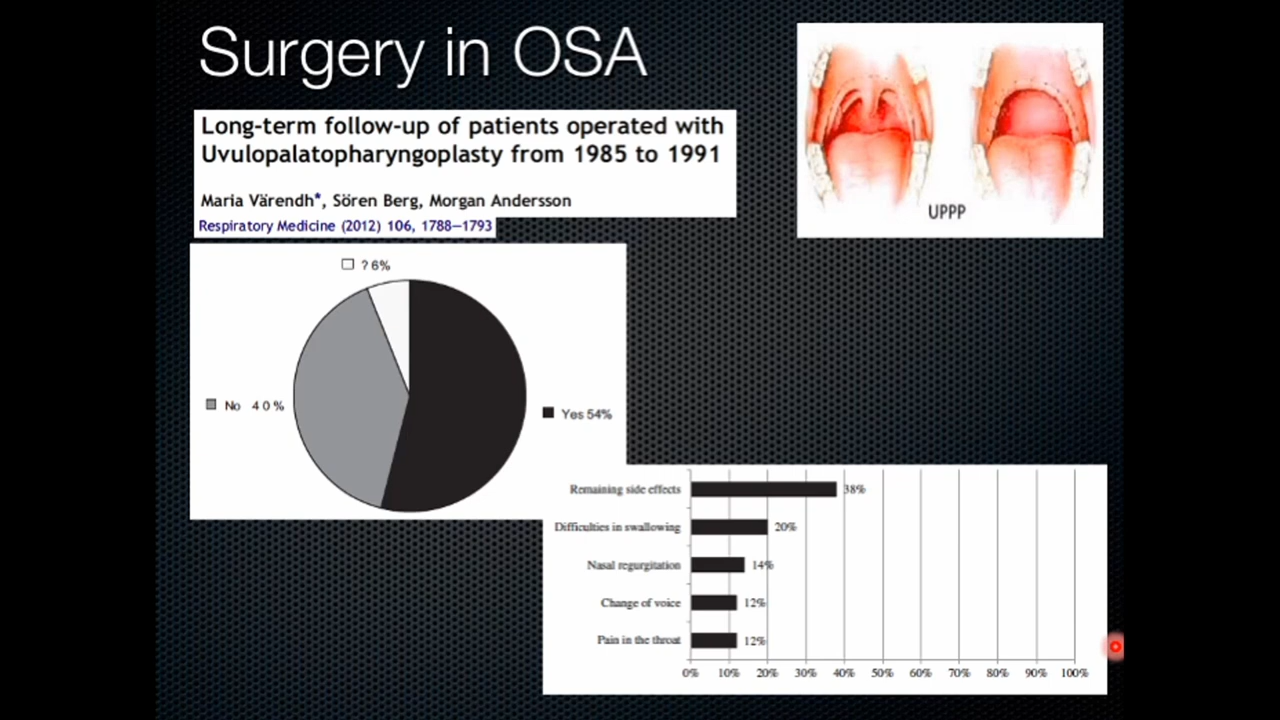 Surgery in OSA
Long-term follow-up of patients operated with
Uvulopalatopharyngoplasty from 1985 to 1991
Maria Värendh*, Sören Berg, Morgan Andersson
Respiratory Medicine (2012) 106, 1788–1793
UPPP
? 6%
No 40%
Yes 54%
Remaining side effects 38%
Difficulties in swallowing 20%
Nasal regurgitation 14%
Change of voice 12%
Pain in the throat 12%
0% 10% 20% 30% 40% 50% 60% 70% 80% 90% 100%